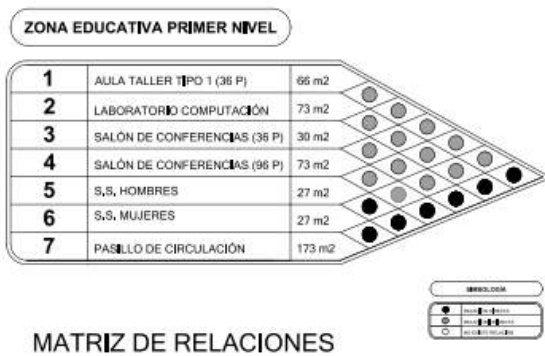 ZONA EDUCATIVA PRIMER NIVEL
1 AULA TALLER TIPO 1 (36 P) 66 m2
2 LABORATORIO COMPUTACIÓN 73 m2
3 SALÓN DE CONFERENCIAS (36 P) 30 m2
4 SALÓN DE CONFERENCIAS (96 P) 73 m2
5 S.S. HOMBRES 27 m2
6 S.S. MUJERES 27 m2
7 PASILLO DE CIRCULACIÓN 173 m2
SIMBOLOGÍA
MATRIZ DE RELACIONES